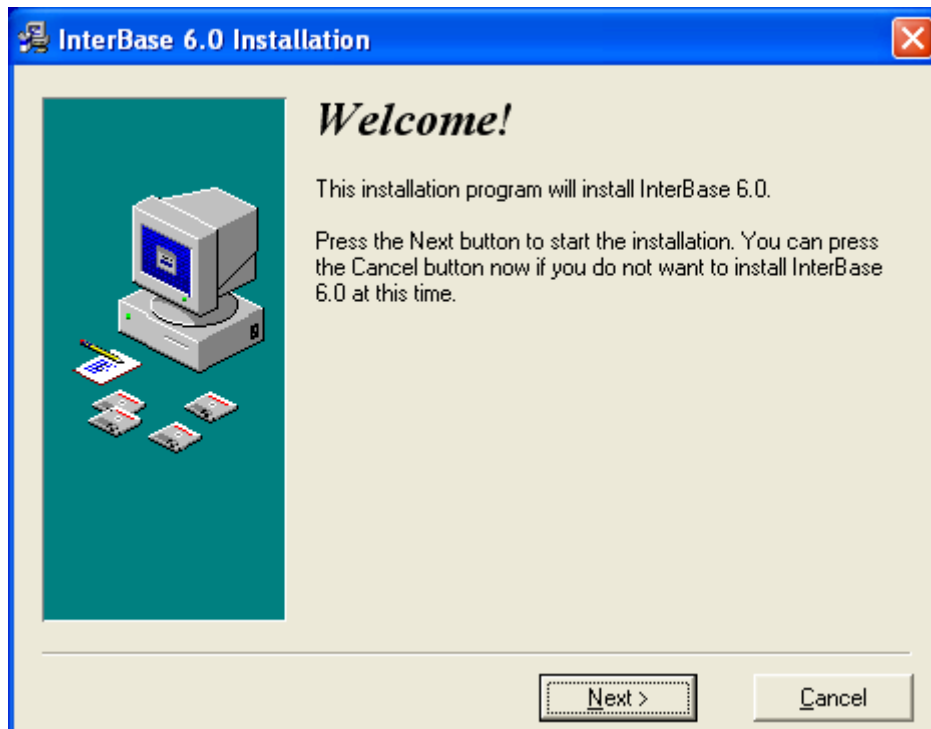 InterBase 6.0 Installation
Welcome!
This installation program will install InterBase 6.0.
Press the Next button to start the installation. You can press
the Cancel button now if you do not want to install InterBase
6.0 at this time.
Next >
Cancel